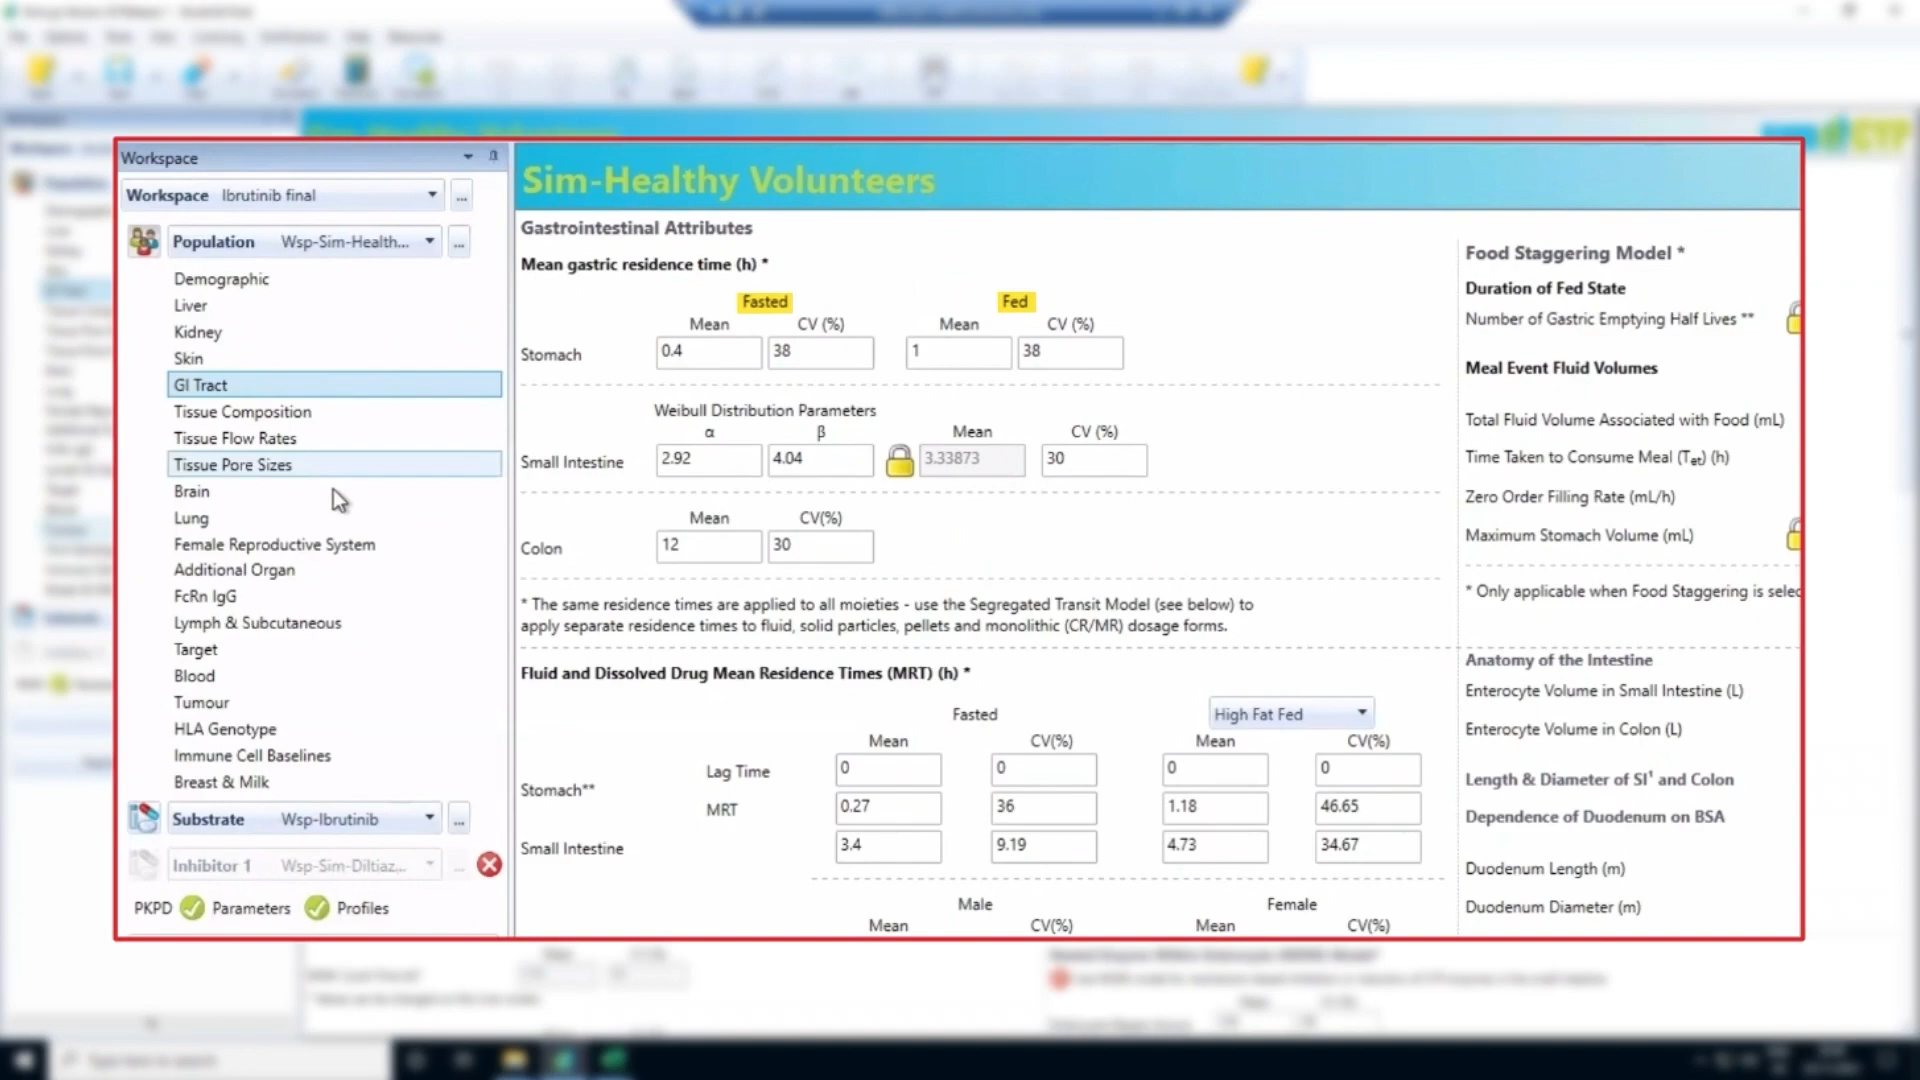 Workspace
Workspace Ibrutinib final ...
Population Wsp-Sim-Health... ...
Demographic
Liver
Kidney
Skin
GI Tract
Tissue Composition
Tissue Flow Rates
Tissue Pore Sizes
Brain
Lung
Female Reproductive System
Additional Organ
FcRn IgG
Lymph & Subcutaneous
Target
Blood
Tumour
HLA Genotype
Immune Cell Baselines
Breast & Milk
Substrate Wsp-Ibrutinib ...
Inhibitor 1 Wsp-Sim-Diltiaz... ...
PKPD Parameters Profiles
Sim-Healthy Volunteers
Gastrointestinal Attributes
Mean gastric residence time (h) *
Fasted Fed
Mean CV (%) Mean CV (%)
Stomach 0.4 38 1 38
Weibull Distribution Parameters
α β Mean CV (%)
Small Intestine 2.92 4.04 3.33873 30
Mean CV(%)
Colon 12 30
* The same residence times are applied to all moieties - use the Segregated Transit Model (see below) to
apply separate residence times to fluid, solid particles, pellets and monolithic (CR/MR) dosage forms.
Fluid and Dissolved Drug Mean Residence Times (MRT) (h) *
Fasted High Fat Fed
Mean CV(%) Mean CV(%)
Lag Time 0 0 0 0
Stomach**
MRT 0.27 36 1.18 46.65
Small Intestine 3.4 9.19 4.73 34.67
Male Female
Mean CV(%) Mean CV(%)
Food Staggering Model *
Duration of Fed State
Number of Gastric Emptying Half Lives **
Meal Event Fluid Volumes
Total Fluid Volume Associated with Food (mL)
Time Taken to Consume Meal (Tat) (h)
Zero Order Filling Rate (mL/h)
Maximum Stomach Volume (mL)
* Only applicable when Food Staggering is selec
Anatomy of the Intestine
Enterocyte Volume in Small Intestine (L)
Enterocyte Volume in Colon (L)
Length & Diameter of SI¹ and Colon
Dependence of Duodenum on BSA
Duodenum Length (m)
Duodenum Diameter (m)
Type here to search